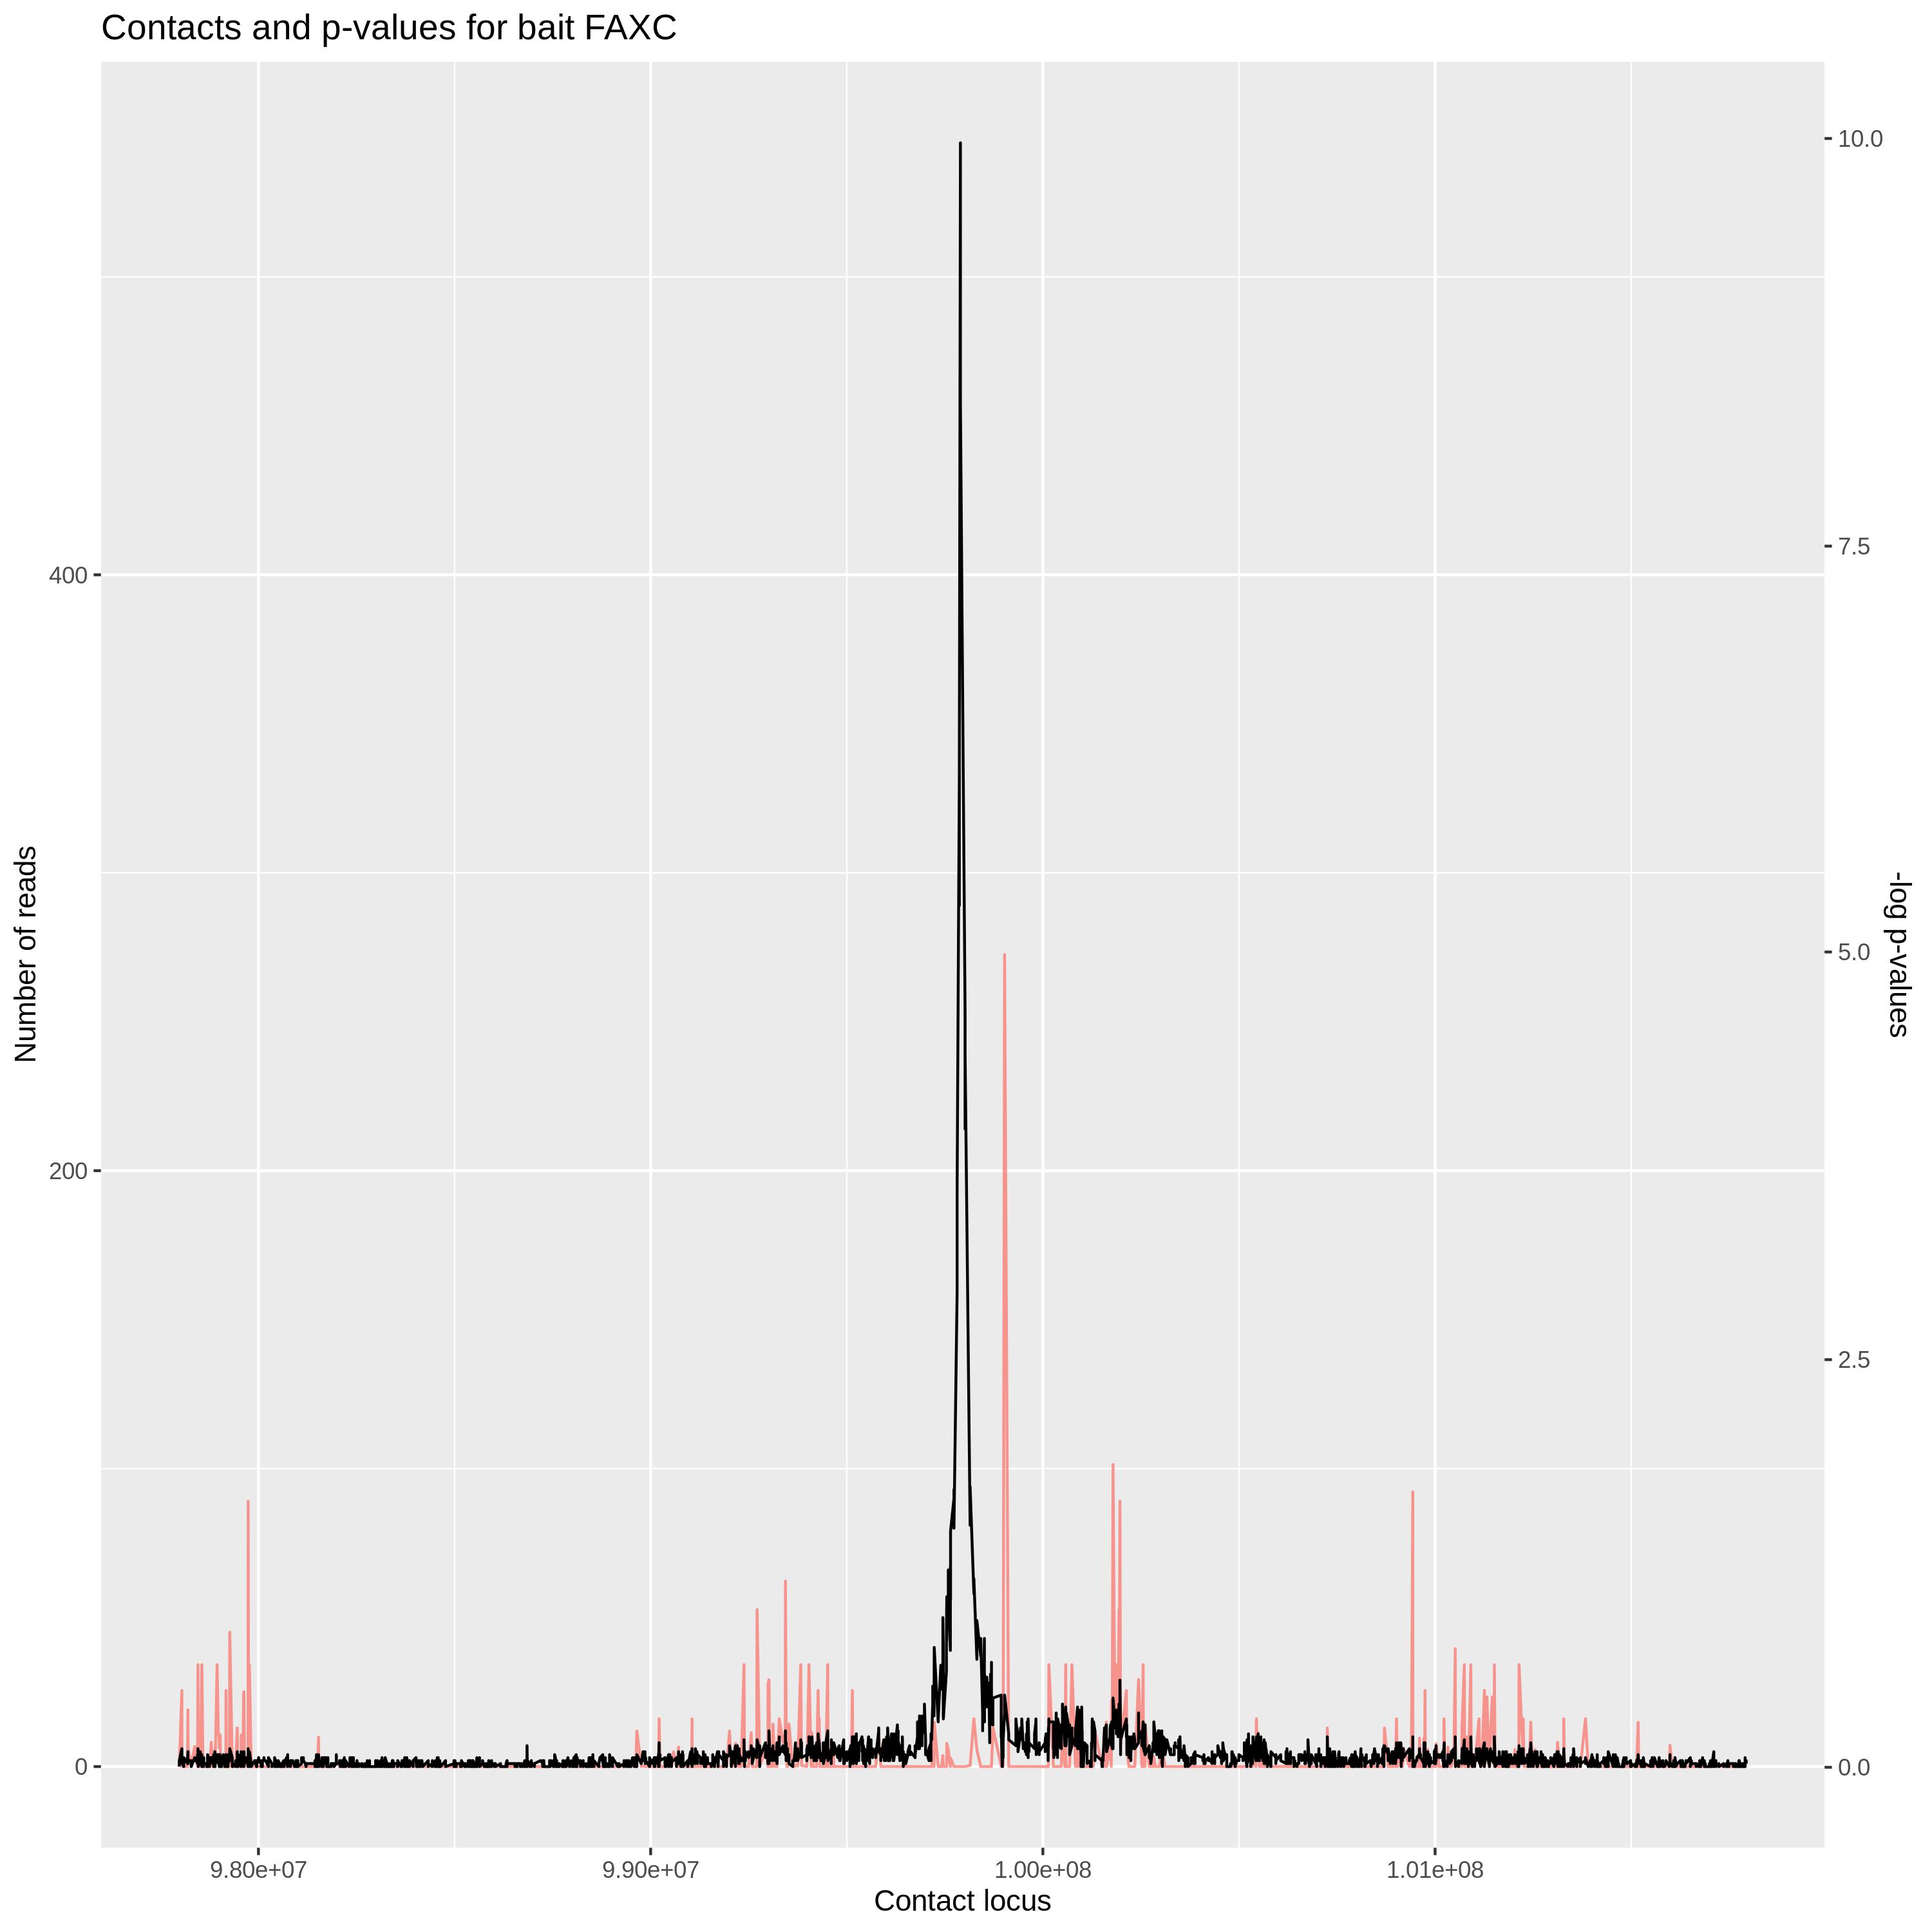 Contacts and p-values for bait FAXC
Number of reads
400
200
0
10.0
7.5
5.0
2.5
0.0
-log p-values
9.80e+07
9.90e+07
1.00e+08
1.01e+08
Contact locus